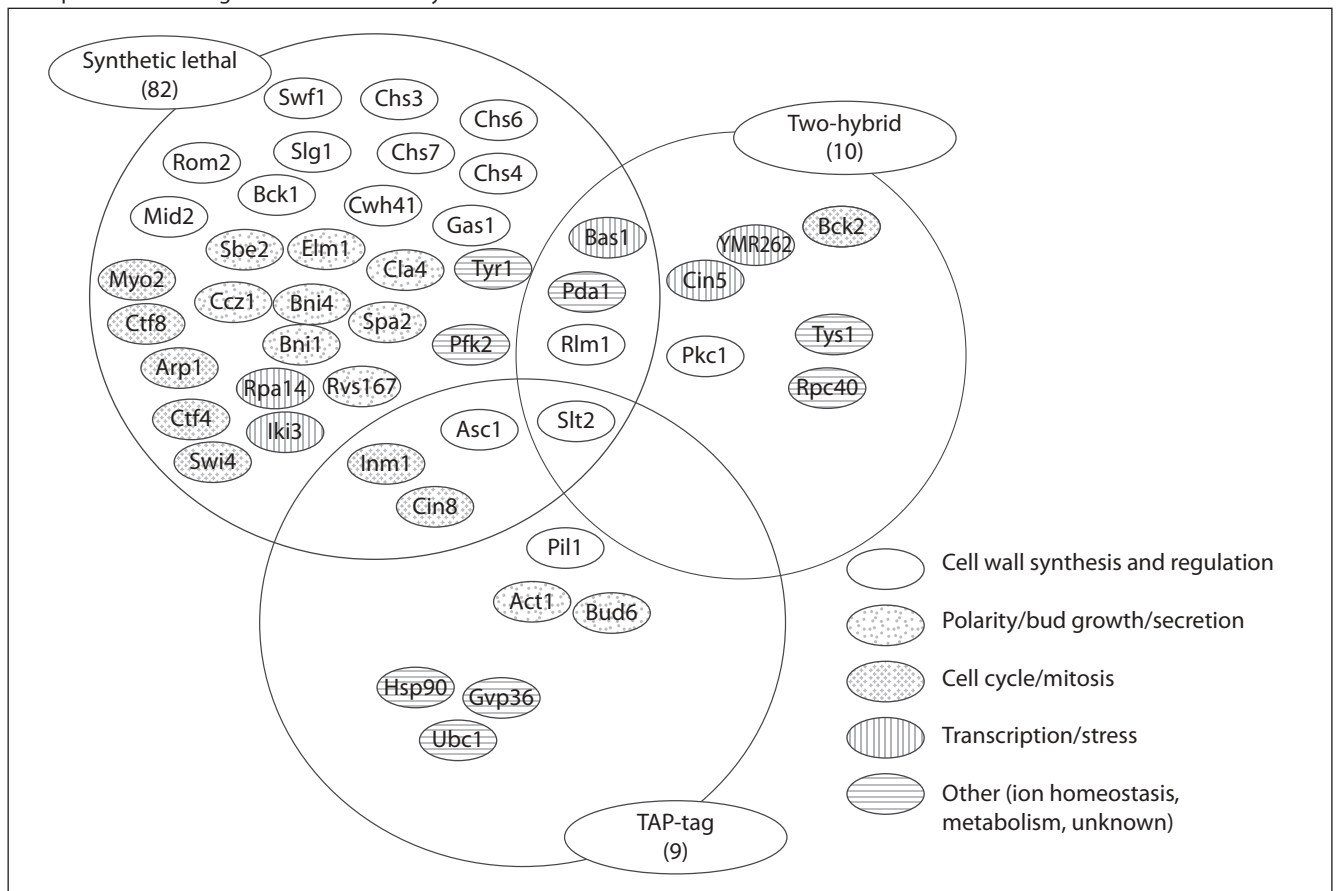 Synthetic lethal
(82)
Swf1
Chs3
Chs6
Two-hybrid
(10)
Rom2
Slg1
Chs7
Chs4
Bck1
Cwh41
Mid2
Gas1
Bas1
YMR262
Bck2
Sbe2
Elm1
Cla4
Tyr1
Myo2
Cin5
Pda1
Ccz1
Bni4
Ctf8
Spa2
Bni1
Pfk2
Rlm1
Pkc1
Tys1
Arp1
Rpa14
Rvs167
Rpc40
Ctf4
Iki3
Asc1
Slt2
Swi4
Inm1
Cin8
Pil1
Act1
Bud6
Hsp90
Gvp36
Ubc1
TAP-tag
(9)
Cell wall synthesis and regulation
Polarity/bud growth/secretion
Cell cycle/mitosis
Transcription/stress
Other (ion homeostasis,
metabolism, unknown)